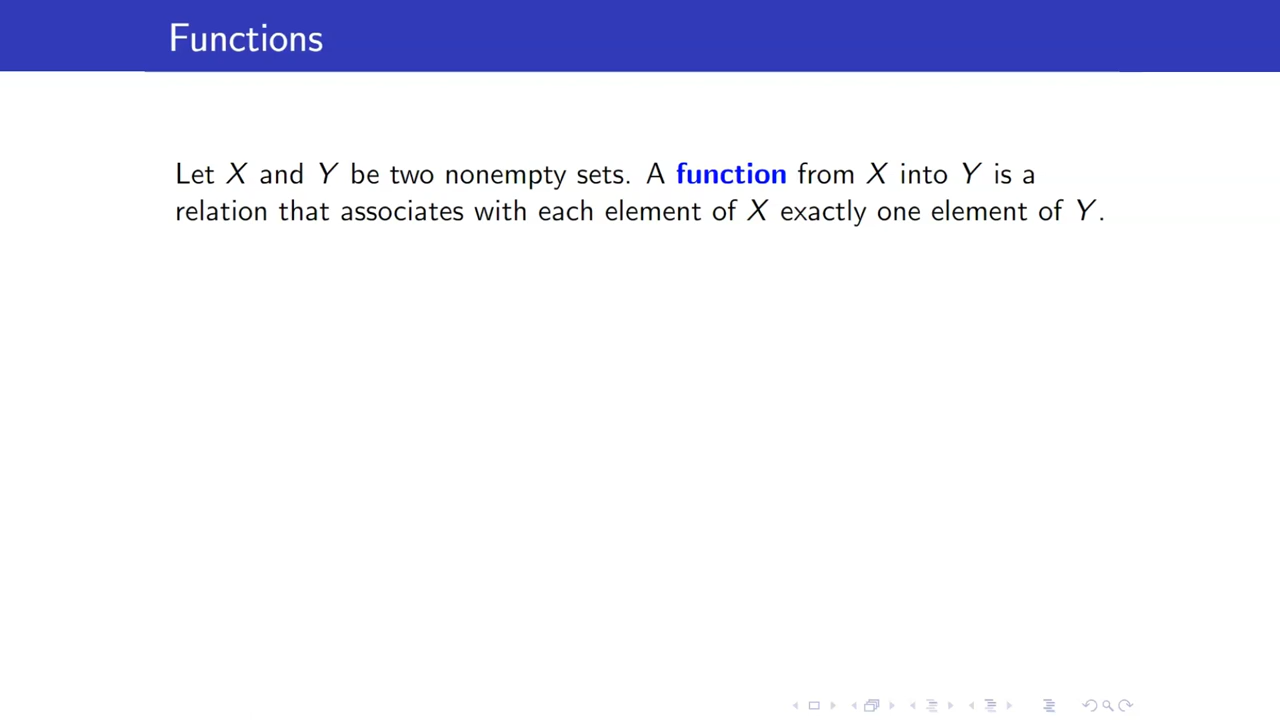 Functions
Let X and Y be two nonempty sets. A function from X into Y is a
relation that associates with each element of X exactly one element of Y.